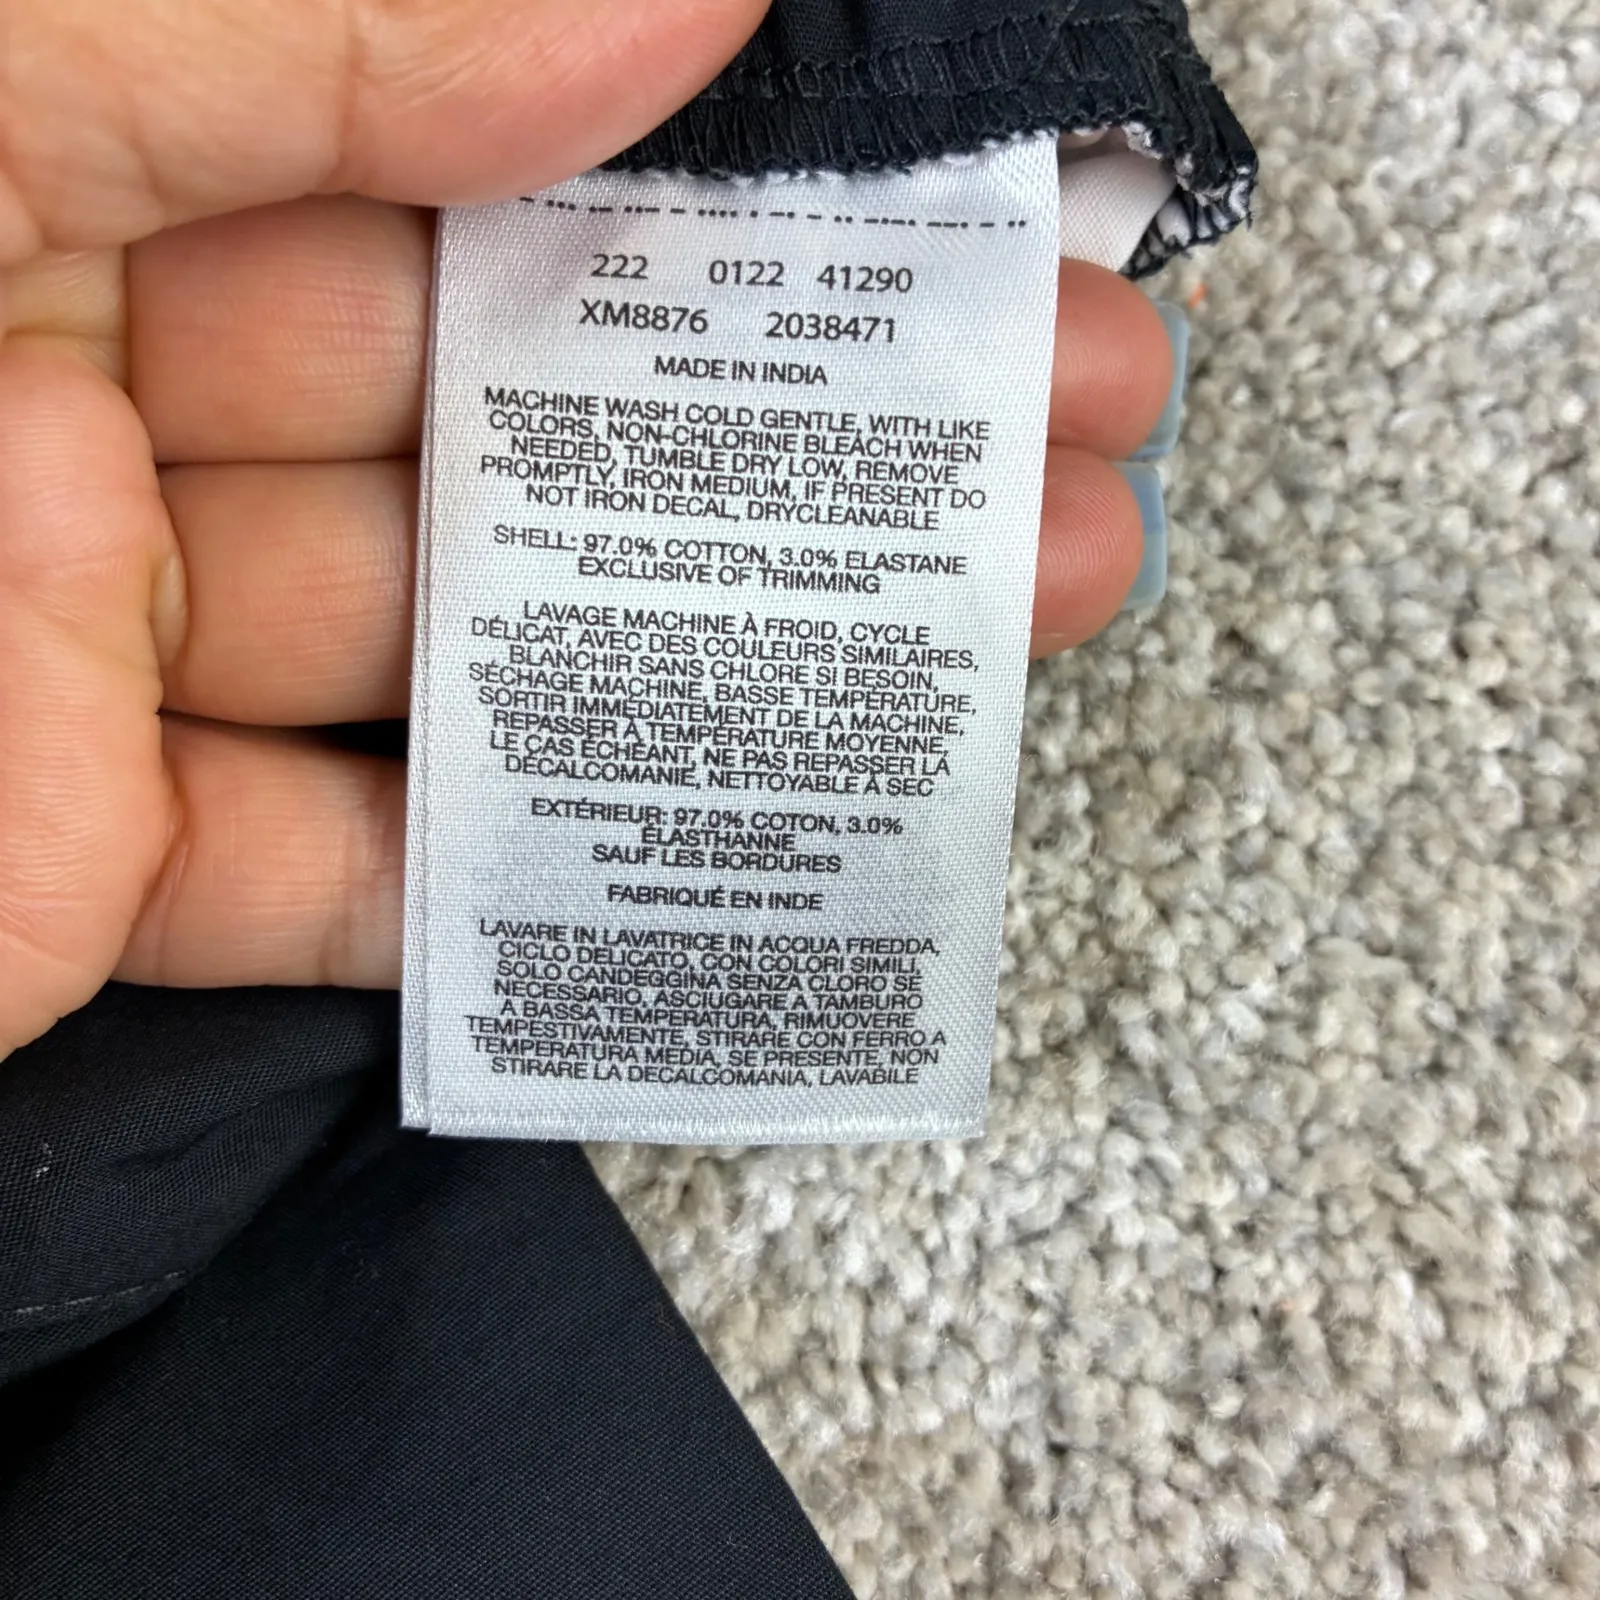 222 0122 41290
XM8876 2038471
MADE IN INDIA
MACHINE WASH COLD GENTLE, WITH LIKE
COLORS, NON-CHLORINE BLEACH WHEN
NEEDED, TUMBLE DRY LOW, REMOVE
PROMPTLY, IRON MEDIUM, IF PRESENT DO
NOT IRON DECAL, DRYCLEANABLE
SHELL: 97.0% COTTON, 3.0% ELASTANE
EXCLUSIVE OF TRIMMING
LAVAGE MACHINE À FROID, CYCLE
DÉLICAT, AVEC DES COULEURS SIMILAIRES,
BLANCHIR SANS CHLORE SI BESOIN,
SÉCHAGE MACHINE, BASSE TEMPÉRATURE,
SORTIR IMMÉDIATEMENT DE LA MACHINE,
REPASSER À TEMPÉRATURE MOYENNE,
LE CAS ÉCHÉANT, NE PAS REPASSER LA
DÉCALCOMANIE, NETTOYABLE À SEC
EXTÉRIEUR: 97.0% COTON, 3.0%
ÉLASTHANNE
SAUF LES BORDURES
FABRIQUÉ EN INDE
LAVARE IN LAVATRICE IN ACQUA FREDDA,
CICLO DELICATO, CON COLORI SIMILI,
SOLO CANDEGGINA SENZA CLORO SE
NECESSARIO, ASCIUGARE A TAMBURO
A BASSA TEMPERATURA, RIMUOVERE
TEMPESTIVAMENTE, STIRARE CON FERRO A
TEMPERATURA MEDIA, SE PRESENTE, NON
STIRARE LA DECALCOMANIA, LAVABILE